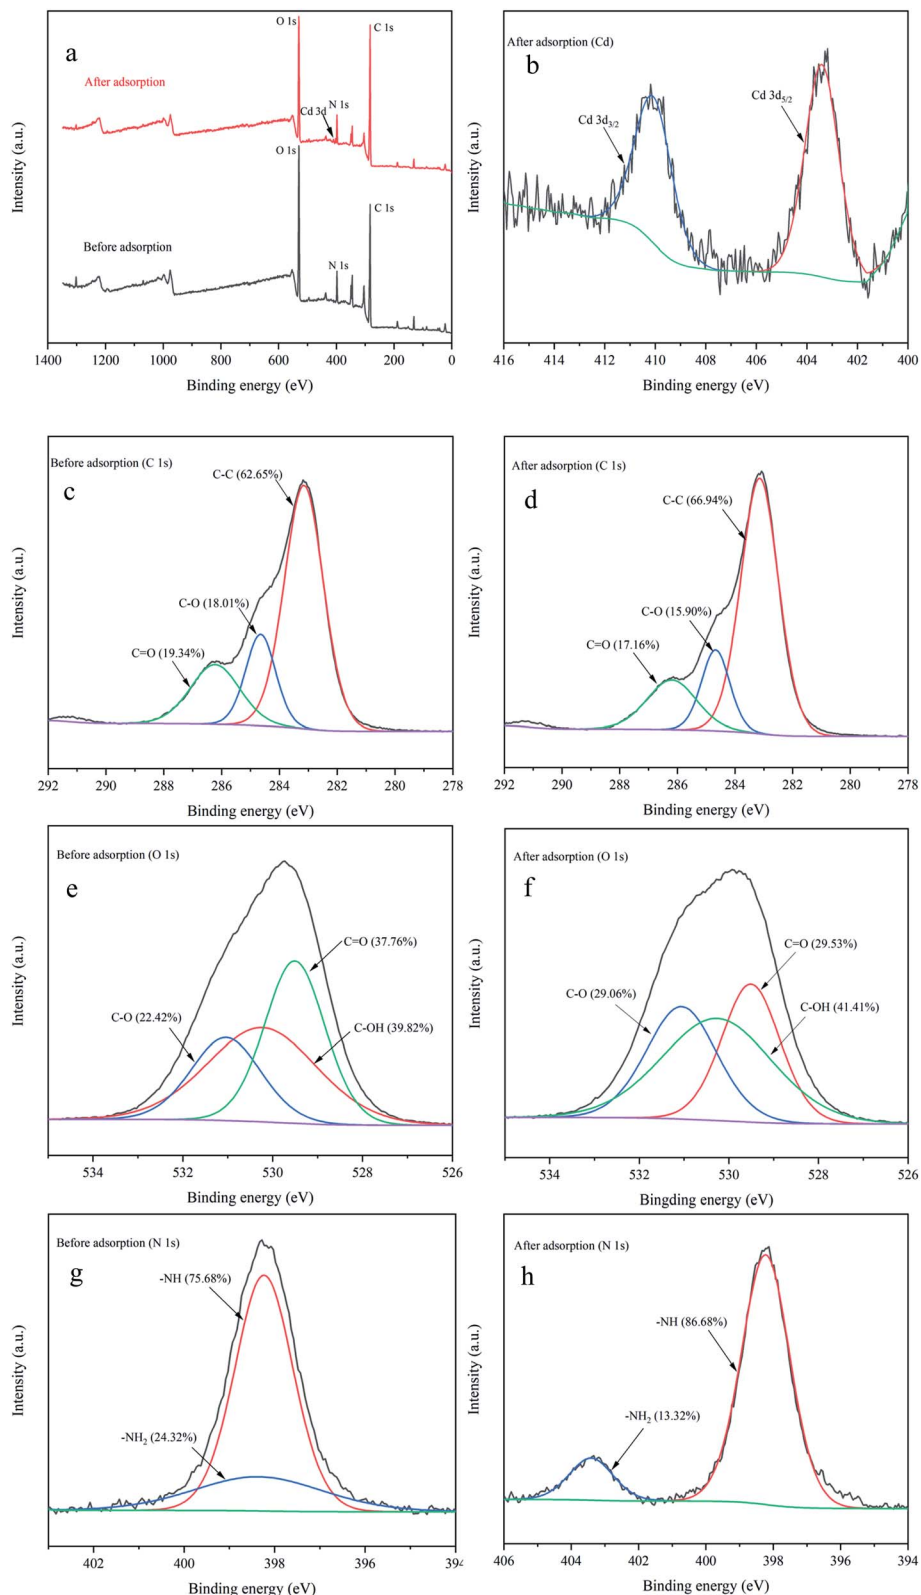 a
After adsorption
O 1s
C 1s
N 1s
Cd 3d
O 1s
C 1s
N 1s
Before adsorption
Intensity (a.u.)
1400 1200 1000 800 600 400 200 0
Binding energy (eV)
After adsorption (Cd)
b
Cd 3d5/2
Cd 3d3/2
Intensity (a.u.)
416 414 412 410 408 406 404 402 400
Binding energy (eV)
Before adsorption (C 1s)
c
C-C (62.65%)
C-O (18.01%)
C=O (19.34%)
Intensity (a.u.)
292 290 288 286 284 282 280 278
Binding energy (eV)
After adsorption (C 1s)
d
C-C (66.94%)
C-O (15.90%)
C=O (17.16%)
Intensity (a.u.)
292 290 288 286 284 282 280 278
Binding energy (eV)
Before adsorption (O 1s)
e
C=O (37.76%)
C-O (22.42%)
C-OH (39.82%)
Intensity (a.u.)
534 532 530 528 526
Binding energy (eV)
After adsorption (O 1s)
f
C=O (29.53%)
C-O (29.06%)
C-OH (41.41%)
Intensity (a.u.)
534 532 530 528 526
Bingding energy (eV)
Before adsorption (N 1s)
g
-NH (75.68%)
-NH2 (24.32%)
Intensity (a.u.)
402 400 398 396 394
Binding energy (eV)
After adsorption (N 1s)
h
-NH (86.68%)
-NH2 (13.32%)
Intensity (a.u.)
406 404 402 400 398 396 394
Binding energy (eV)